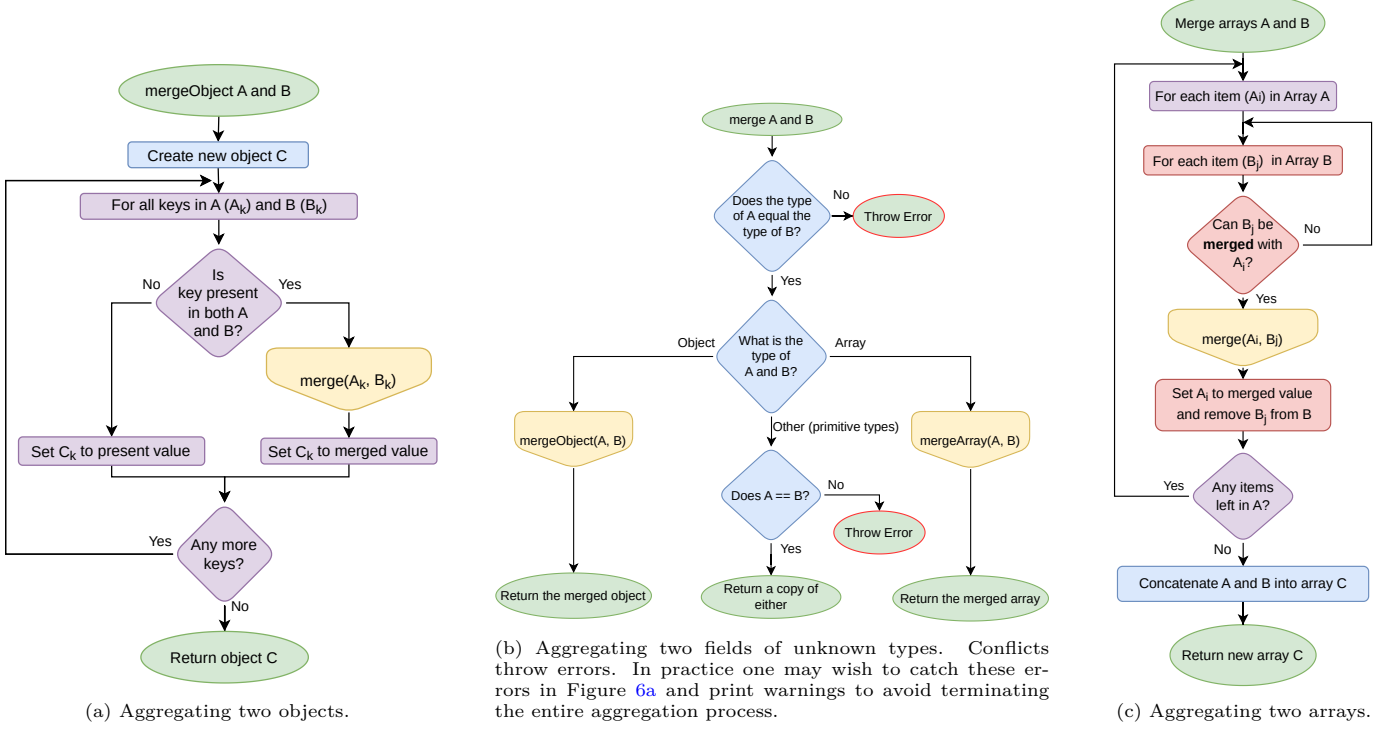 mergeObject A and B
Create new object C
For all keys in A (Ak) and B (Bk)
Is
key present
in both A
and B?
No
Yes
merge(Ak, Bk)
Set Ck to present value
Set Ck to merged value
Any more
keys?
Yes
No
Return object C
(a) Aggregating two objects.
merge A and B
Does the type
of A equal the
type of B?
No
Throw Error
Yes
What is the
type of
A and B?
Object
Array
mergeObject(A, B)
Other (primitive types)
mergeArray(A, B)
Does A == B?
No
Throw Error
Yes
Return the merged object
Return a copy of
either
Return the merged array
(b) Aggregating two fields of unknown types. Conflicts
throw errors. In practice one may wish to catch these er-
rors in Figure 6a and print warnings to avoid terminating
the entire aggregation process.
Merge arrays A and B
For each item (Ai) in Array A
For each item (Bj) in Array B
Can Bj be
merged with
Ai?
No
Yes
merge(Ai, Bj)
Set Ai to merged value
and remove Bj from B
Any items
left in A?
Yes
No
Concatenate A and B into array C
Return new array C
(c) Aggregating two arrays.